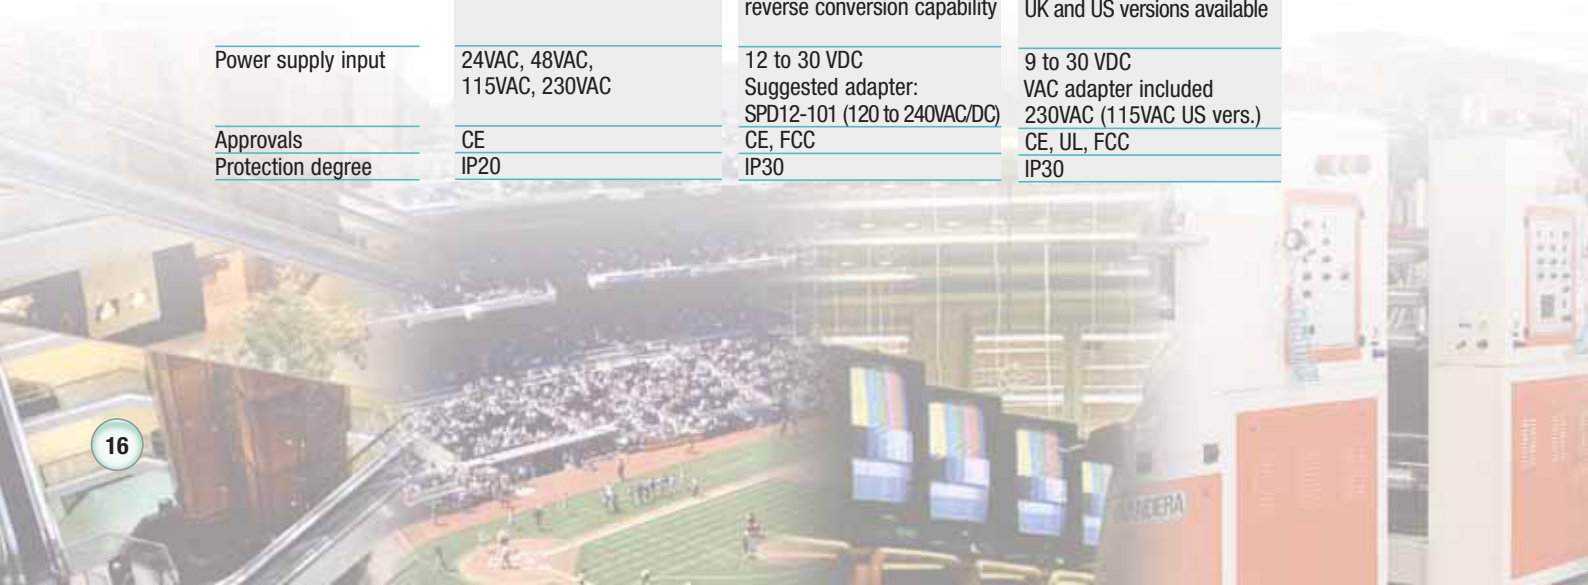 reverse conversion capability
UK and US versions available
Power supply input
24VAC, 48VAC,
115VAC, 230VAC
12 to 30 VDC
Suggested adapter:
SPD12-101 (120 to 240VAC/DC)
9 to 30 VDC
VAC adapter included
230VAC (115VAC US vers.)
Approvals
CE
CE, FCC
CE, UL, FCC
Protection degree
IP20
IP30
IP30
16